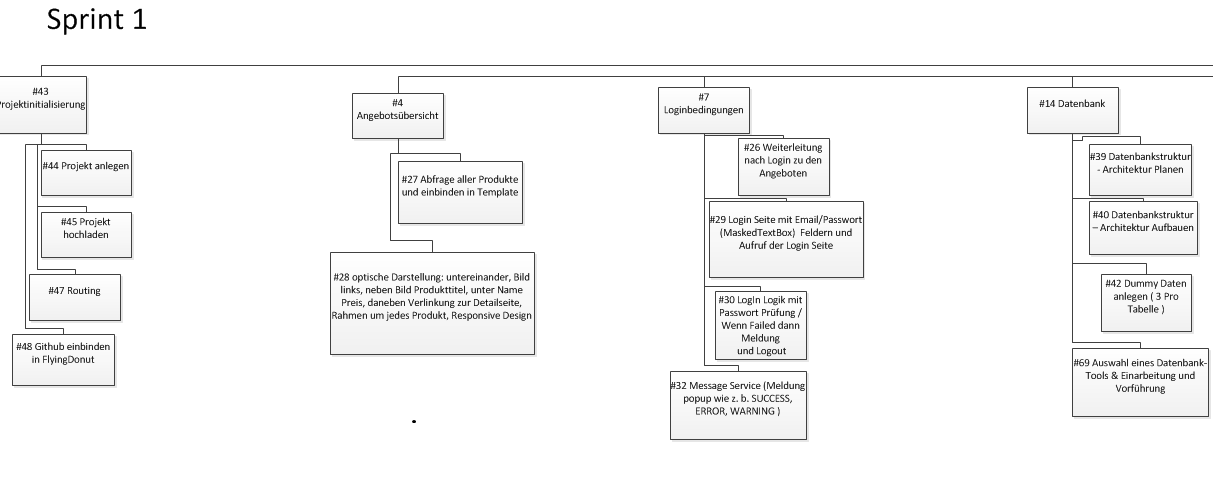 Sprint 1
#43
Projektinitialisierung
#44 Projekt anlegen
#45 Projekt
hochladen
#47 Routing
#48 Github einbinden
in FlyingDonut
#4
Angebotsübersicht
#27 Abfrage aller Produkte
und einbinden in Template
#28 optische Darstellung: untereinander, Bild
links, neben Bild Produkttitel, unter Name
Preis, daneben Verlinkung zur Detailseite,
Rahmen um jedes Produkt, Responsive Design
#7
Loginbedingungen
#26 Weiterleitung
nach Login zu den
Angeboten
#29 Login Seite mit Email/Passwort
(MaskedTextBox) Feldern und
Aufruf der Login Seite
#30 LogIn Logik mit
Passwort Prüfung /
Wenn Failed dann
Meldung
und Logout
#32 Message Service (Meldung
popup wie z. b. SUCCESS,
ERROR, WARNING )
#14 Datenbank
#39 Datenbankstruktur
- Architektur Planen
#40 Datenbankstruktur
– Architektur Aufbauen
#42 Dummy Daten
anlegen ( 3 Pro
Tabelle )
#69 Auswahl eines Datenbank-
Tools & Einarbeitung und
Vorführung